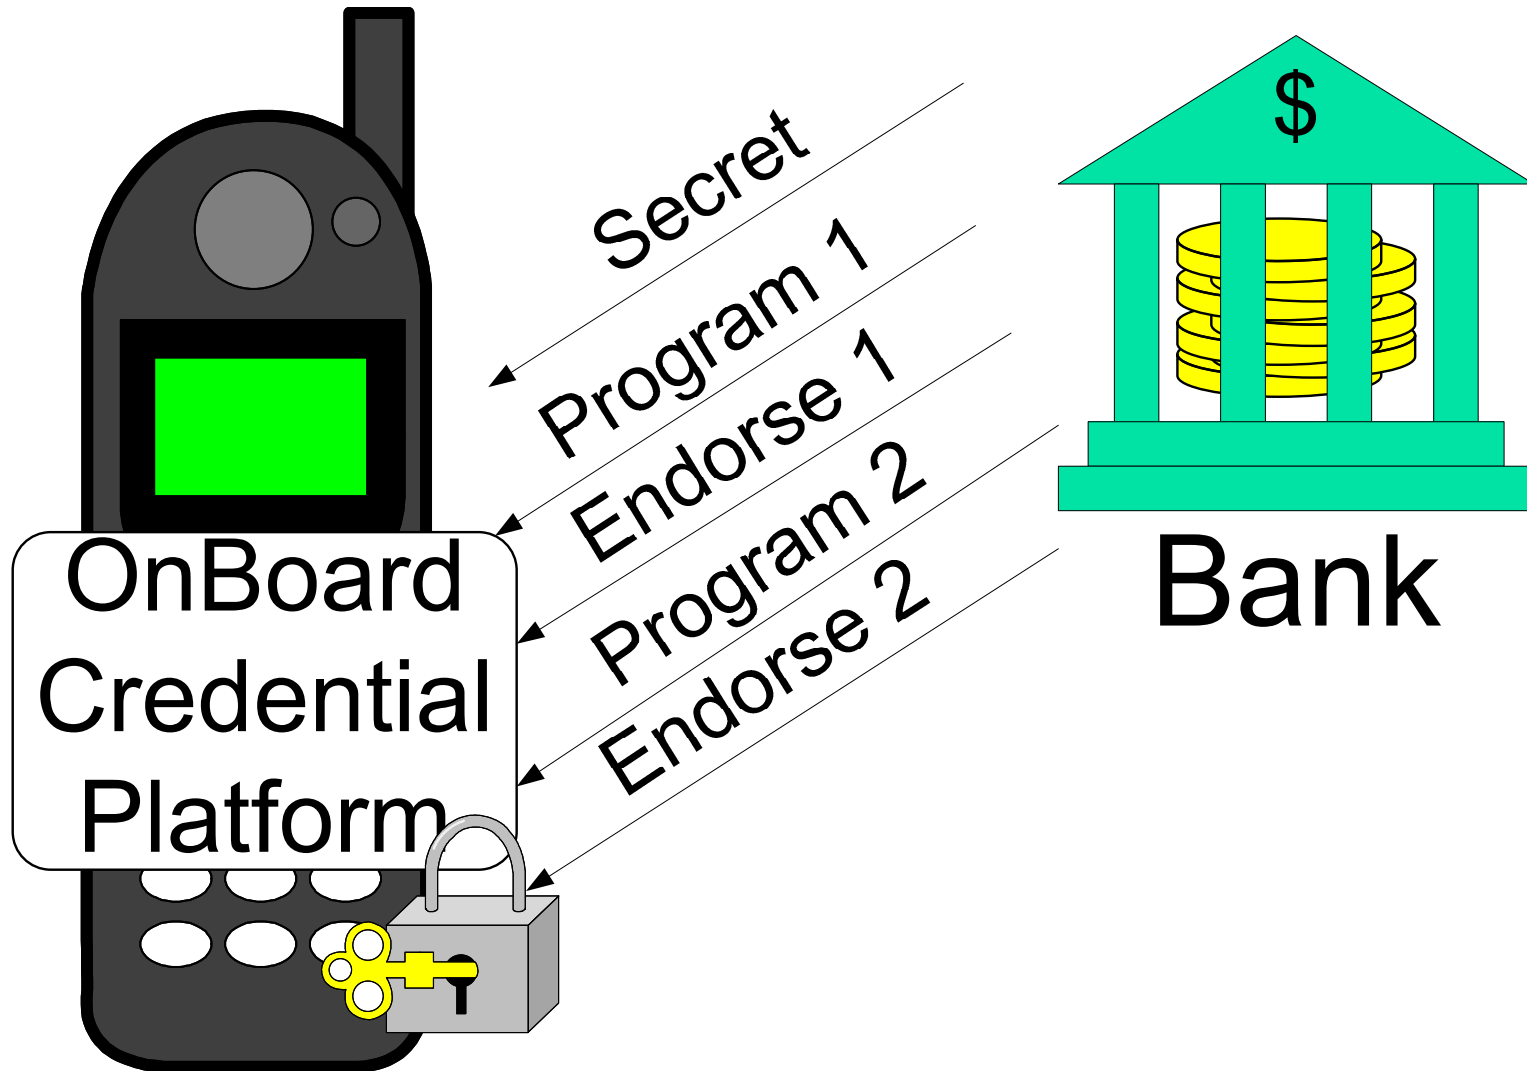 $
Secret
Program 1
Endorse 1
Program 2
Endorse 2
OnBoard
Credential
Platform
Bank